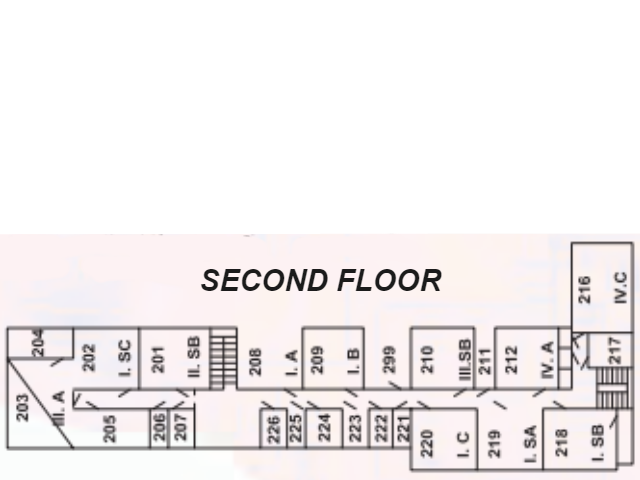 SECOND FLOOR
216
IV.C
204
202
I. SC
201
II. SB
208
I. A
209
I. B
299
210
III.SB
211
212
IV. A
217
203
III. A
205
206
207
226
225
224
223
222
221
220
I. C
219
I. SA
218
I. SB